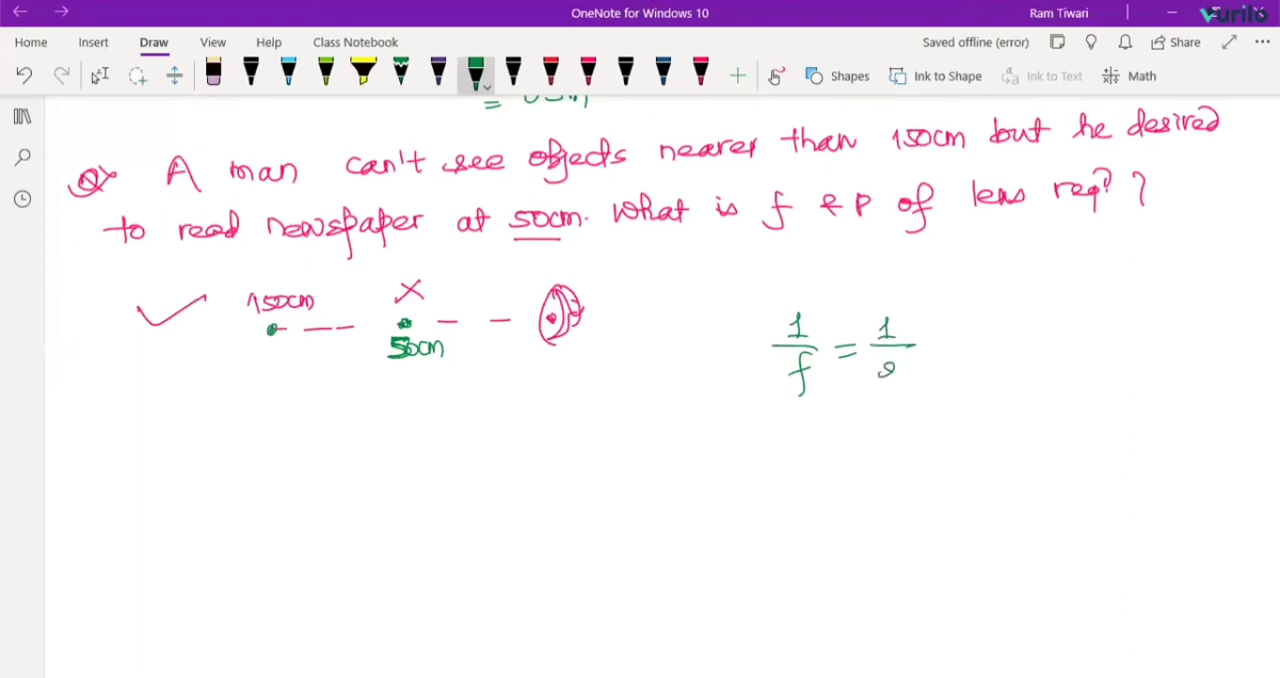 OneNote for Windows 10
Ram Tiwari
Vurilo
Home Insert Draw View Help Class Notebook
Saved offline (error) Share
Shapes Ink to Shape Ink to Text Math
=
Q> A man can't see objects nearer than 150cm but he desired
to read newspaper at 50cm. What is f & P of lens req? ?
150cm X
50cm
1 = 1
f